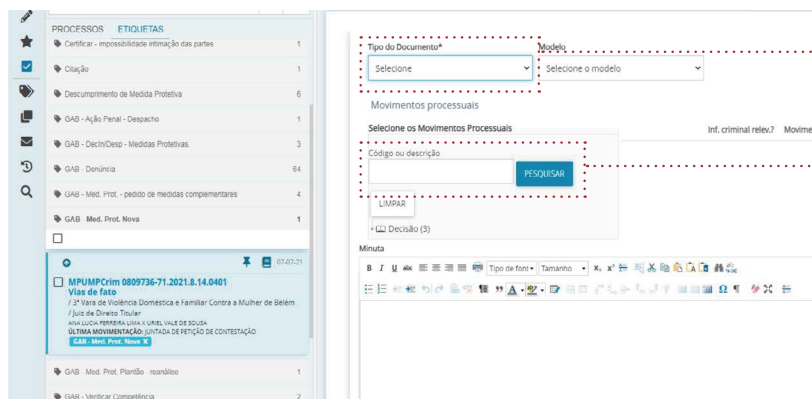 PROCESSOS ETIQUETAS
Certificar - impossibilidade intimação das partes 1
Citação 1
Descumprimento de Medida Protetiva 6
GAB - Ação Penal - Despacho 1
GAB - Decln/Desp - Medidas Protetivas. 3
GAB - Denúncia 64
GAB - Med. Prot. - pedido de medidas complementares 4
GAB - Med. Prot. Nova 1
07-07-21
MPUMPCrim 0809736-71.2021.8.14.0401
Vias de fato
/ 3ª Vara de Violência Doméstica e Familiar Contra a Mulher de Belém
/ Juiz de Direito Titular
ANA LUCIA FERREIRA LIMA X URIEL VALE DE SOUSA
ÚLTIMA MOVIMENTAÇÃO: JUNTADA DE PETIÇÃO DE CONTESTAÇÃO
GAB - Med. Prot. Nova X
GAB - Med. Prot. Plantão - reanálise 1
GAB - Verificar Competência 2
Tipo do Documento* Modelo
Selecione Selecione o modelo
Movimentos processuais
Selecione os Movimentos Processuais Inf. criminal relev.? Movime
Código ou descrição
PESQUISAR
LIMPAR
Decisão (3)
Minuta
B I U abc Tipo de font Tamanho X, x²
A Ω ¶